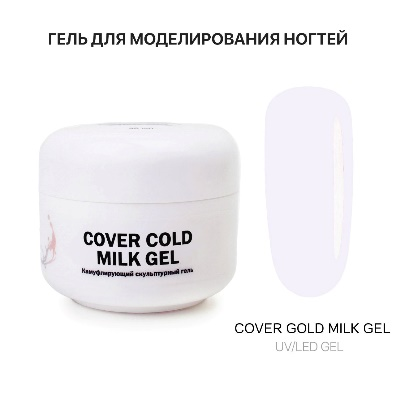 ГЕЛЬ ДЛЯ МОДЕЛИРОВАНИЯ НОГТЕЙ
COVER COLD
MILK GEL
Камуфлирующий скульптурный гель
COVER GOLD MILK GEL
UV/LED GEL